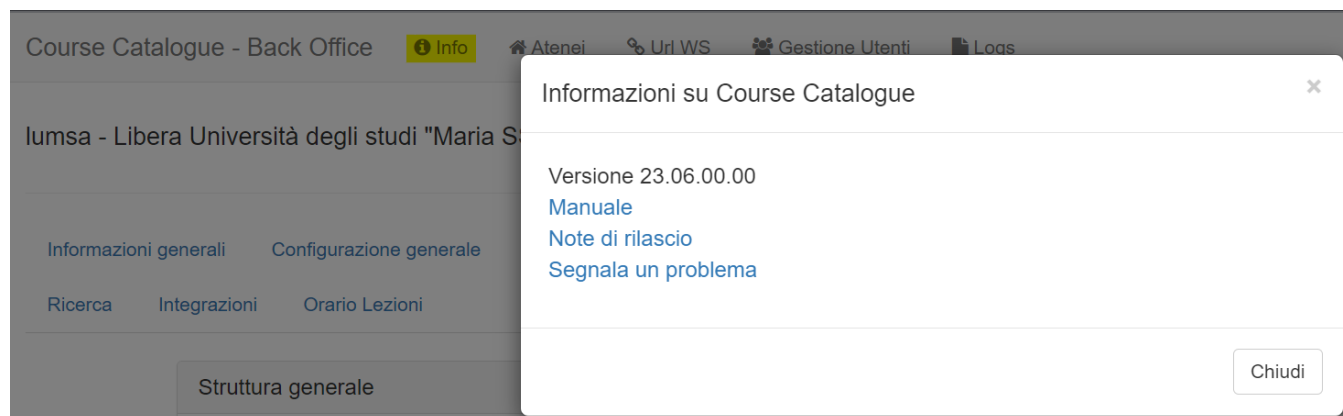 Course Catalogue - Back Office Info Atenei Url WS Gestione Utenti Logs
Informazioni su Course Catalogue ×
lumsa - Libera Università degli studi "Maria
Versione 23.06.00.00
Manuale
Note di rilascio
Segnala un problema
Informazioni generali Configurazione generale
Ricerca Integrazioni Orario Lezioni
Chiudi
Struttura generale